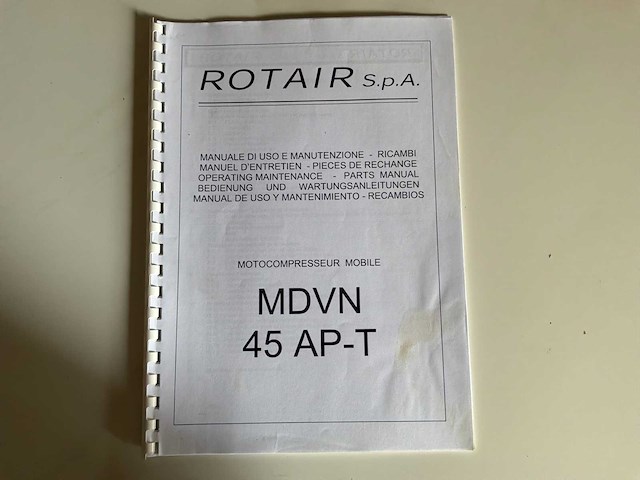 ROTAIR S.p.A.
MANUALE DI USO E MANUTENZIONE - RICAMBI
MANUEL D'ENTRETIEN - PIECES DE RECHANGE
OPERATING MAINTENANCE - PARTS MANUAL
BEDIENUNG UND WARTUNGSANLEITUNGEN
MANUAL DE USO Y MANTENIMIENTO - RECAMBIOS
MOTOCOMPRESSEUR MOBILE
MDVN
45 AP-T